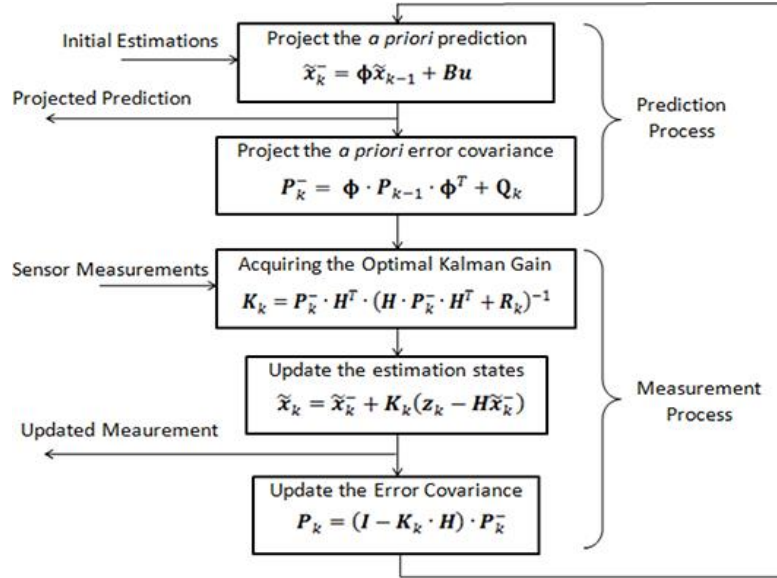 Initial Estimations
Project the a priori prediction
x̃ₖ⁻ = ϕx̃ₖ₋₁ + Bu
Projected Prediction
Prediction
Process
Project the a priori error covariance
Pₖ⁻ = ϕ · Pₖ₋₁ · ϕᵀ + Qₖ
Sensor Measurements
Acquiring the Optimal Kalman Gain
Kₖ = Pₖ⁻ · Hᵀ · (H · Pₖ⁻ · Hᵀ + Rₖ)⁻¹
Update the estimation states
x̃ₖ = x̃ₖ⁻ + Kₖ(zₖ − Hx̃ₖ⁻)
Measurement
Process
Updated Meaurement
Update the Error Covariance
Pₖ = (I − Kₖ · H) · Pₖ⁻